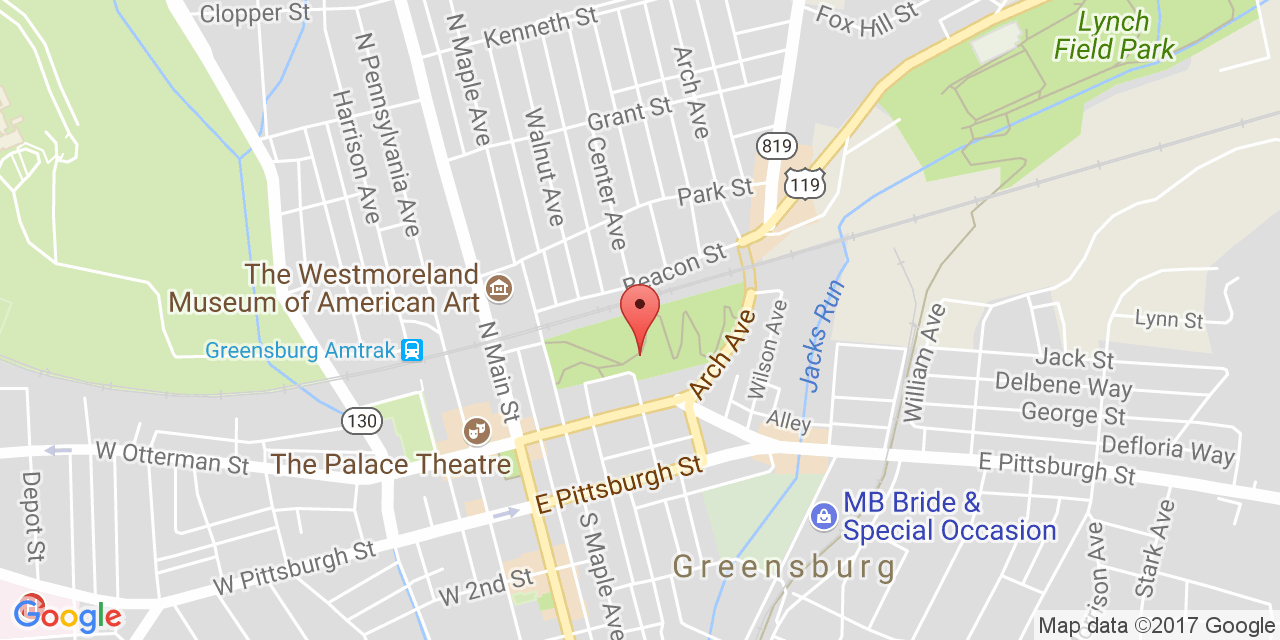 Clopper St
N Pennsylvania Ave
Harrison Ave
N Maple Ave
Kenneth St
Walnut Ave
Center Ave
Grant St
Arch Ave
Park St
Fox Hill St
Lynch
Field Park
819
119
Beacon St
The Westmoreland
Museum of American Art
Greensburg Amtrak
N Main St
Arch Ave
Wilson Ave
Jacks Run
William Ave
Lynn St
Jack St
Delbene Way
George St
Defloria Way
Alley
130
W Otterman St
The Palace Theatre
Depot St
E Pittsburgh St
E Pittsburgh St
W Pittsburgh St
W 2nd St
S Maple Ave
MB Bride &
Special Occasion
Greensburg
Stark Ave
rrison Ave
H
Google
Map data ©2017 Google